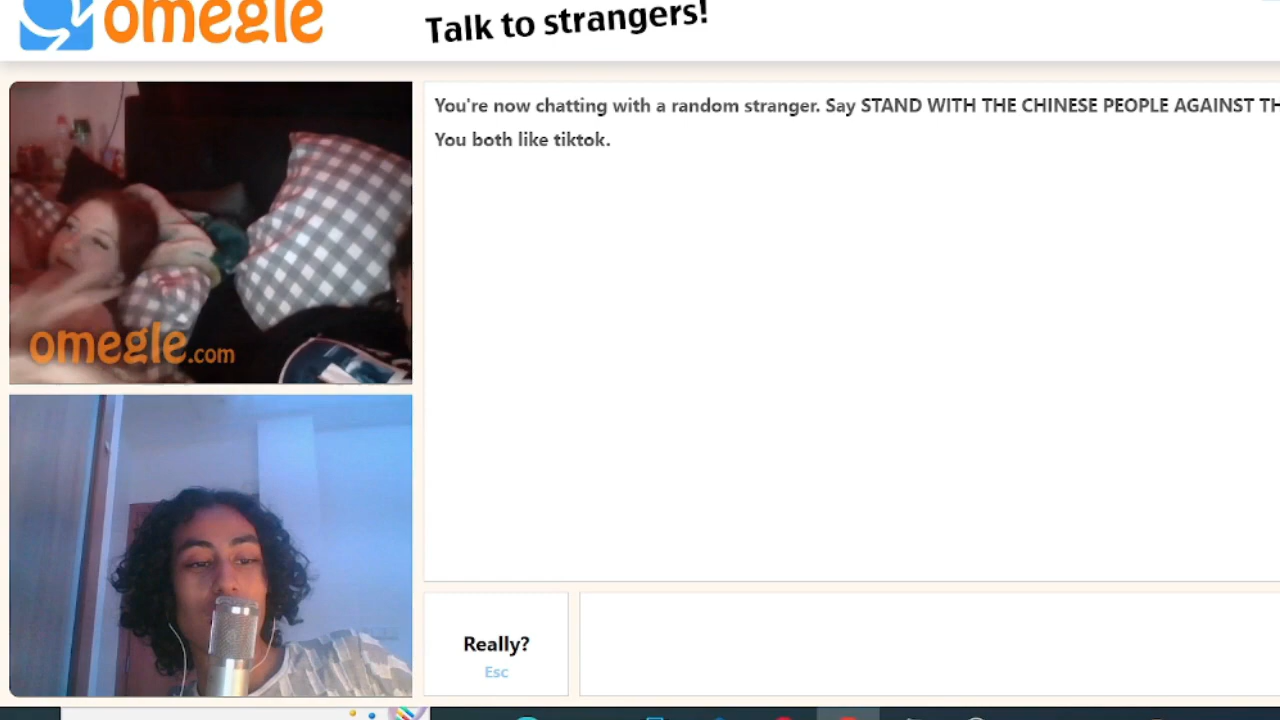 omegle
Talk to strangers!
You're now chatting with a random stranger. Say STAND WITH THE CHINESE PEOPLE AGAINST TH
You both like tiktok.
omegle.com
Really?
Esc